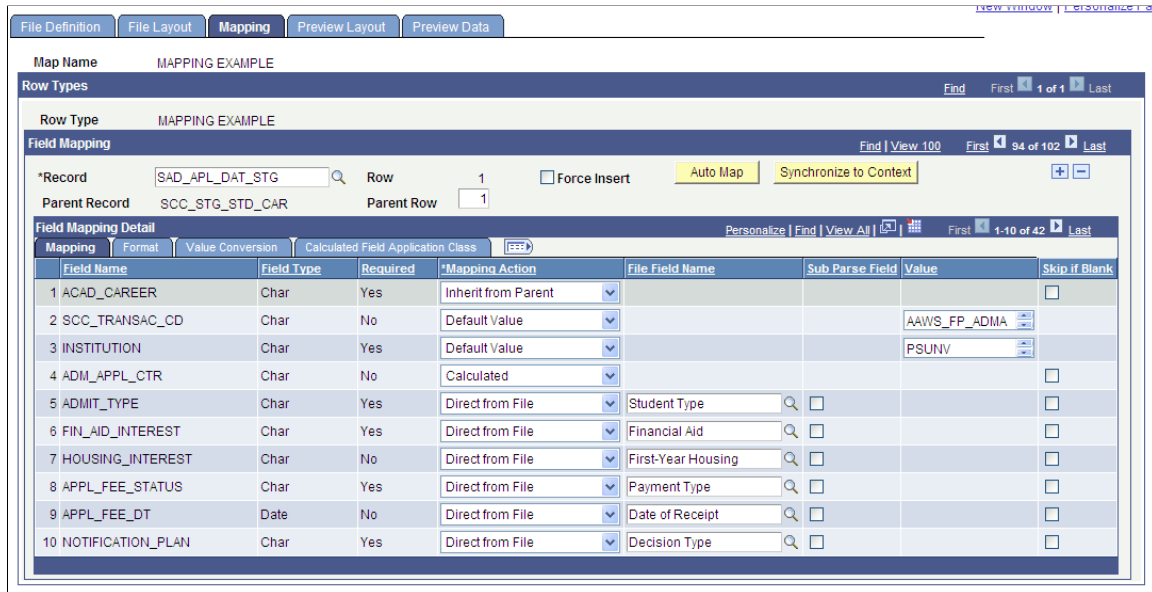 New Window | Personalize Pa
File Definition File Layout Mapping Preview Layout Preview Data
Map Name MAPPING EXAMPLE
Row Types Find First 1 of 1 Last
Row Type MAPPING EXAMPLE
Field Mapping Find | View 100 First 94 of 102 Last
*Record SAD_APL_DAT_STG Row 1 Force Insert Auto Map Synchronize to Context
Parent Record SCC_STG_STD_CAR Parent Row 1
Field Mapping Detail Personalize | Find | View All | First 1-10 of 42 Last
Mapping Format Value Conversion Calculated Field Application Class
Field Name Field Type Required *Mapping Action File Field Name Sub Parse Field Value Skip if Blank
1 ACAD_CAREER Char Yes Inherit from Parent
2 SCC_TRANSAC_CD Char No Default Value AAWS_FP_ADMA
3 INSTITUTION Char Yes Default Value PSUNV
4 ADM_APPL_CTR Char No Calculated
5 ADMIT_TYPE Char Yes Direct from File Student Type
6 FIN_AID_INTEREST Char Yes Direct from File Financial Aid
7 HOUSING_INTEREST Char No Direct from File First-Year Housing
8 APPL_FEE_STATUS Char Yes Direct from File Payment Type
9 APPL_FEE_DT Date No Direct from File Date of Receipt
10 NOTIFICATION_PLAN Char Yes Direct from File Decision Type